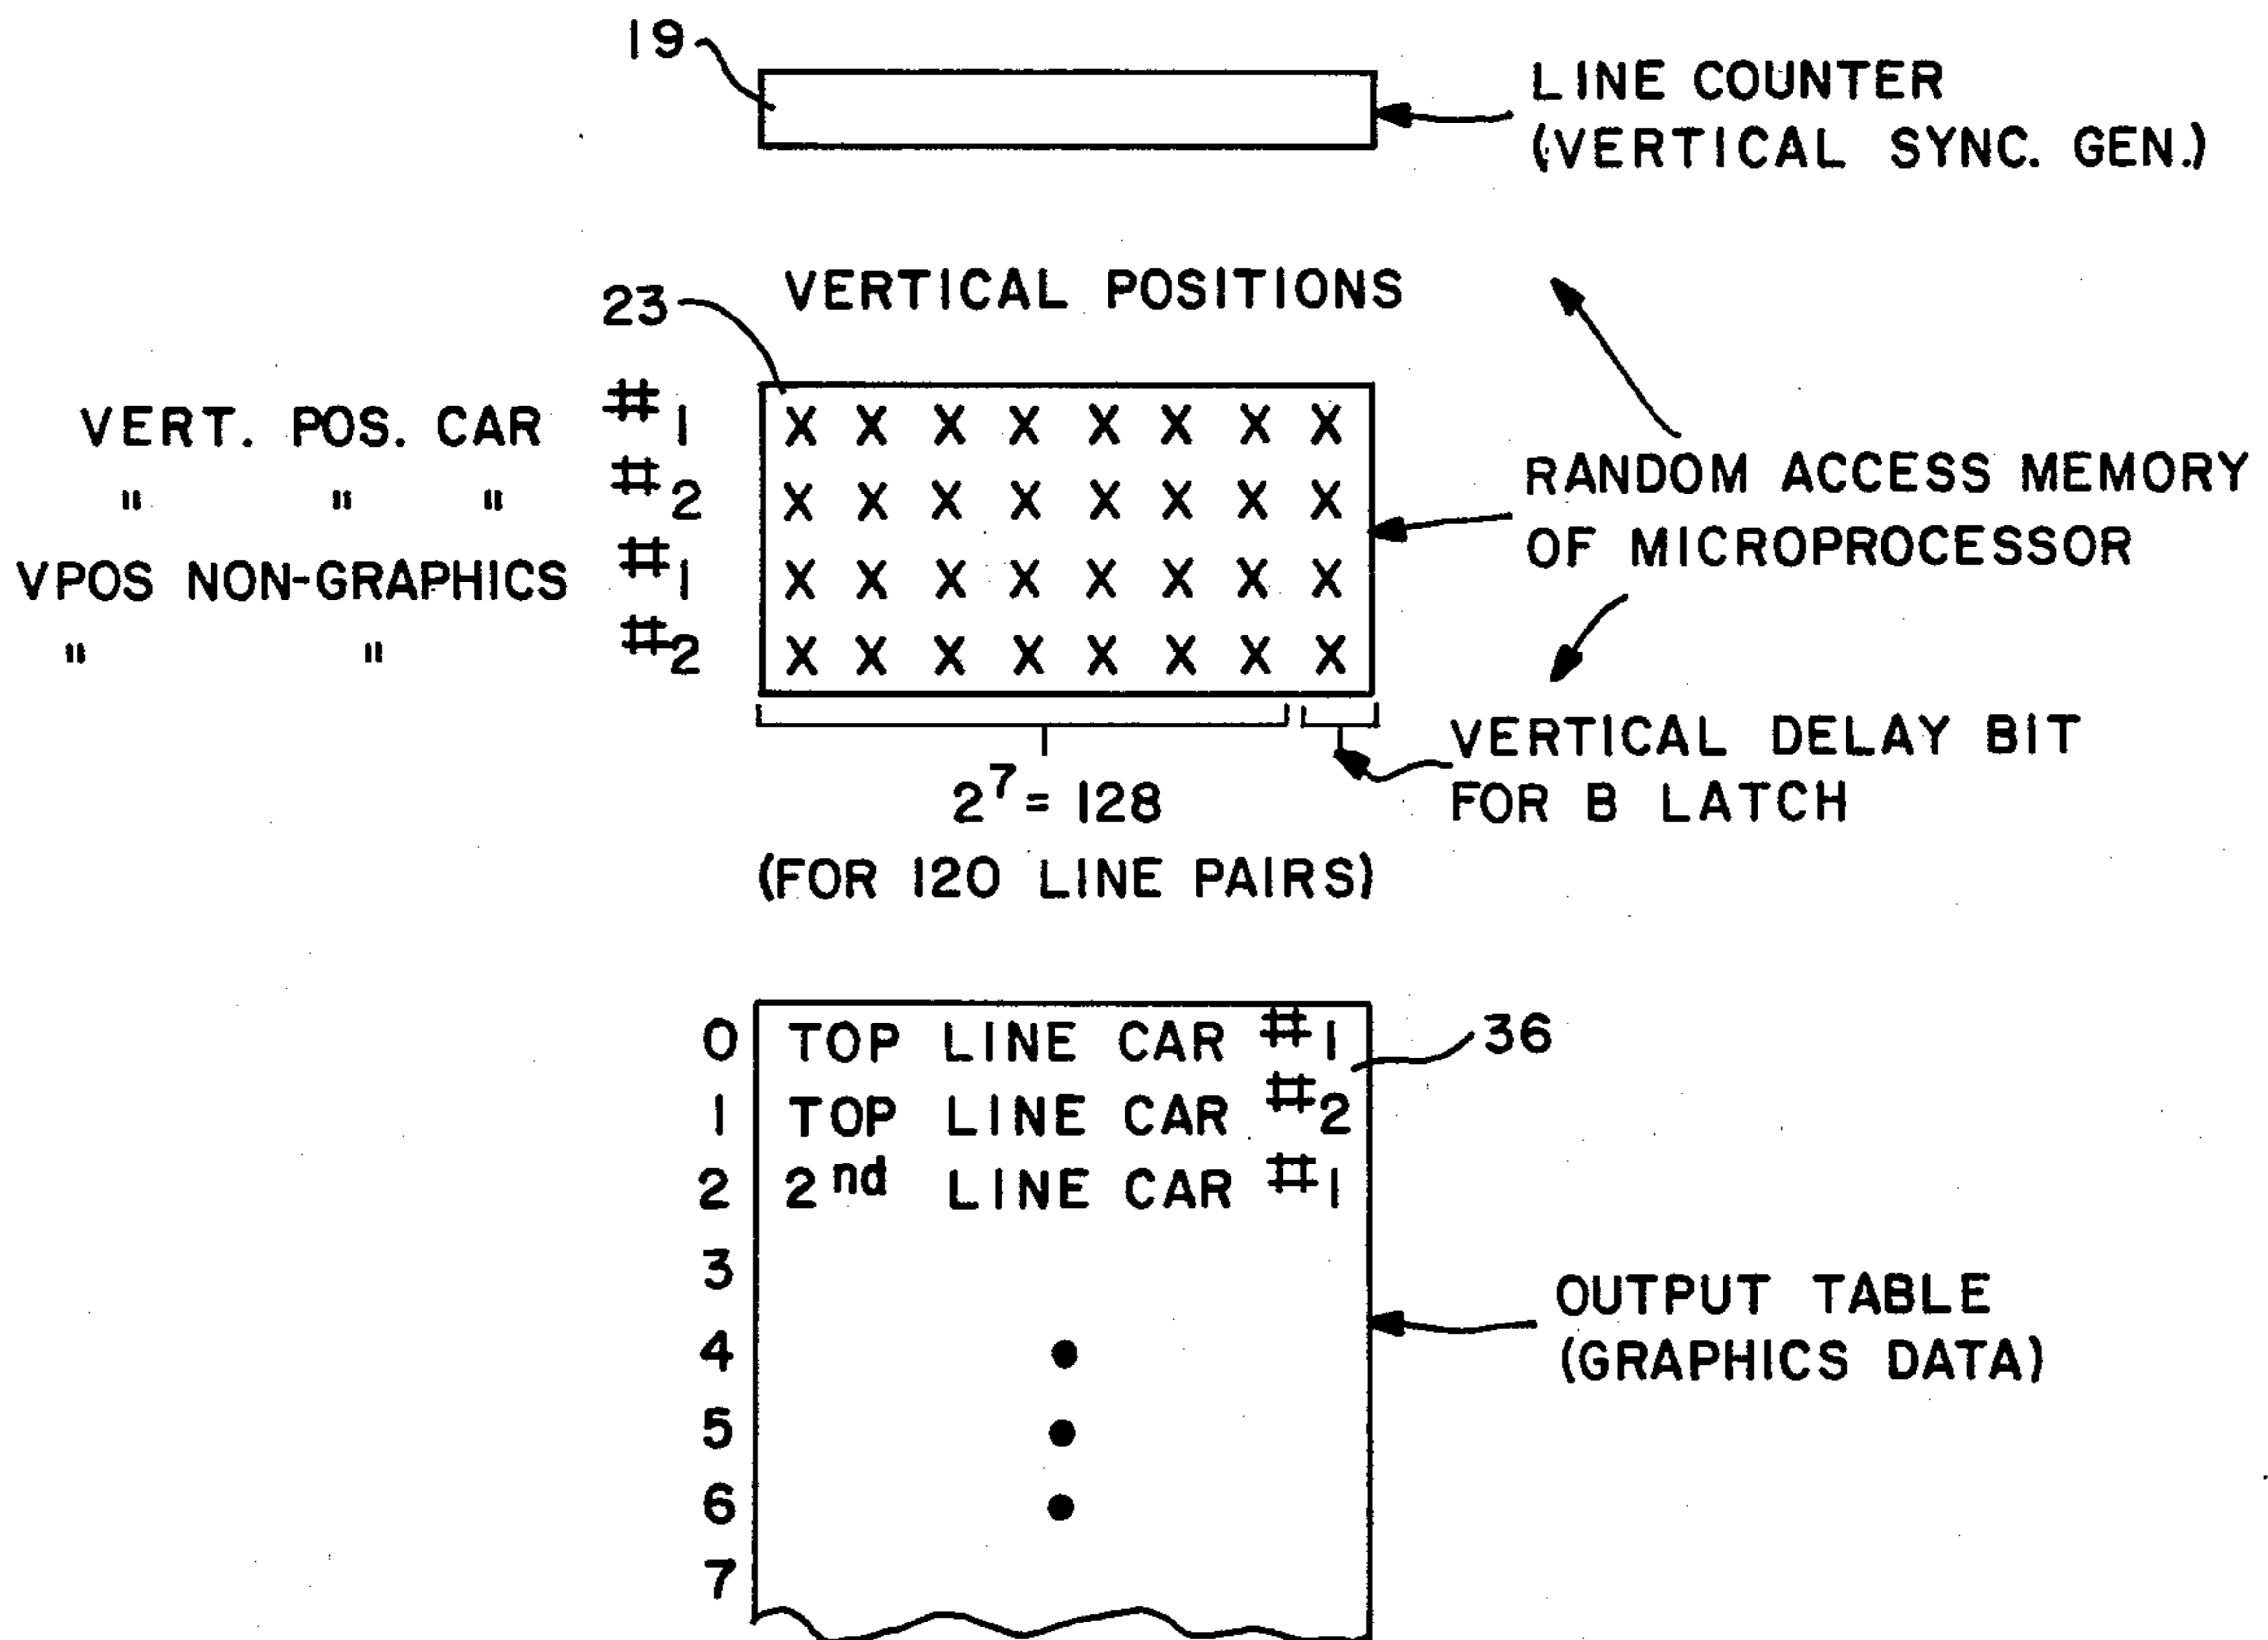 19
LINE COUNTER
(VERTICAL SYNC. GEN.)
VERTICAL POSITIONS
23
VERT. POS. CAR #1 X X X X X X X X
" " " #2 X X X X X X X X
VPOS NON-GRAPHICS #1 X X X X X X X X
" " #2 X X X X X X X X
RANDOM ACCESS MEMORY
OF MICROPROCESSOR
VERTICAL DELAY BIT
FOR B LATCH
2⁷ = 128
(FOR 120 LINE PAIRS)
0 TOP LINE CAR #1
36
1 TOP LINE CAR #2
2 2nd LINE CAR #1
3
4
5
6
7
OUTPUT TABLE
(GRAPHICS DATA)